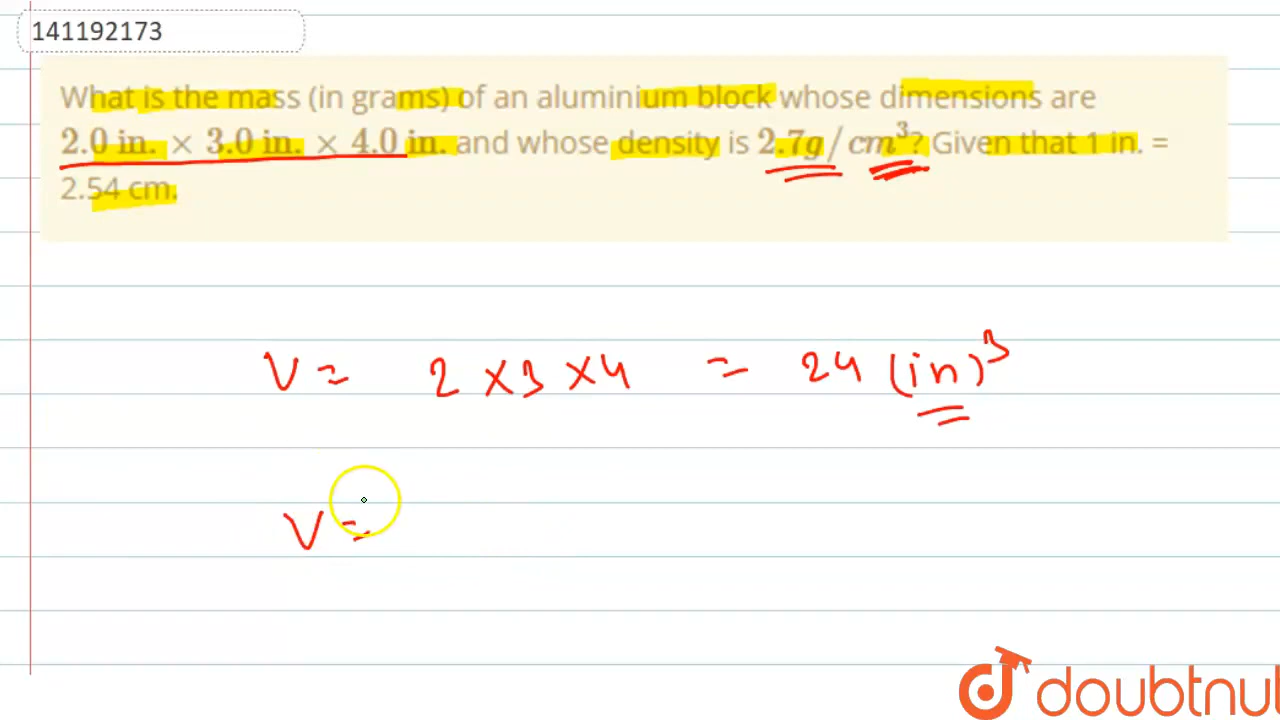 141192173
What is the mass (in grams) of an aluminium block whose dimensions are
2.0 in. × 3.0 in. × 4.0 in. and whose density is 2.7g/cm³? Given that 1 in. =
2.54 cm.
V = 2 × 3 × 4 = 24 (in)³
V =
doubtnut